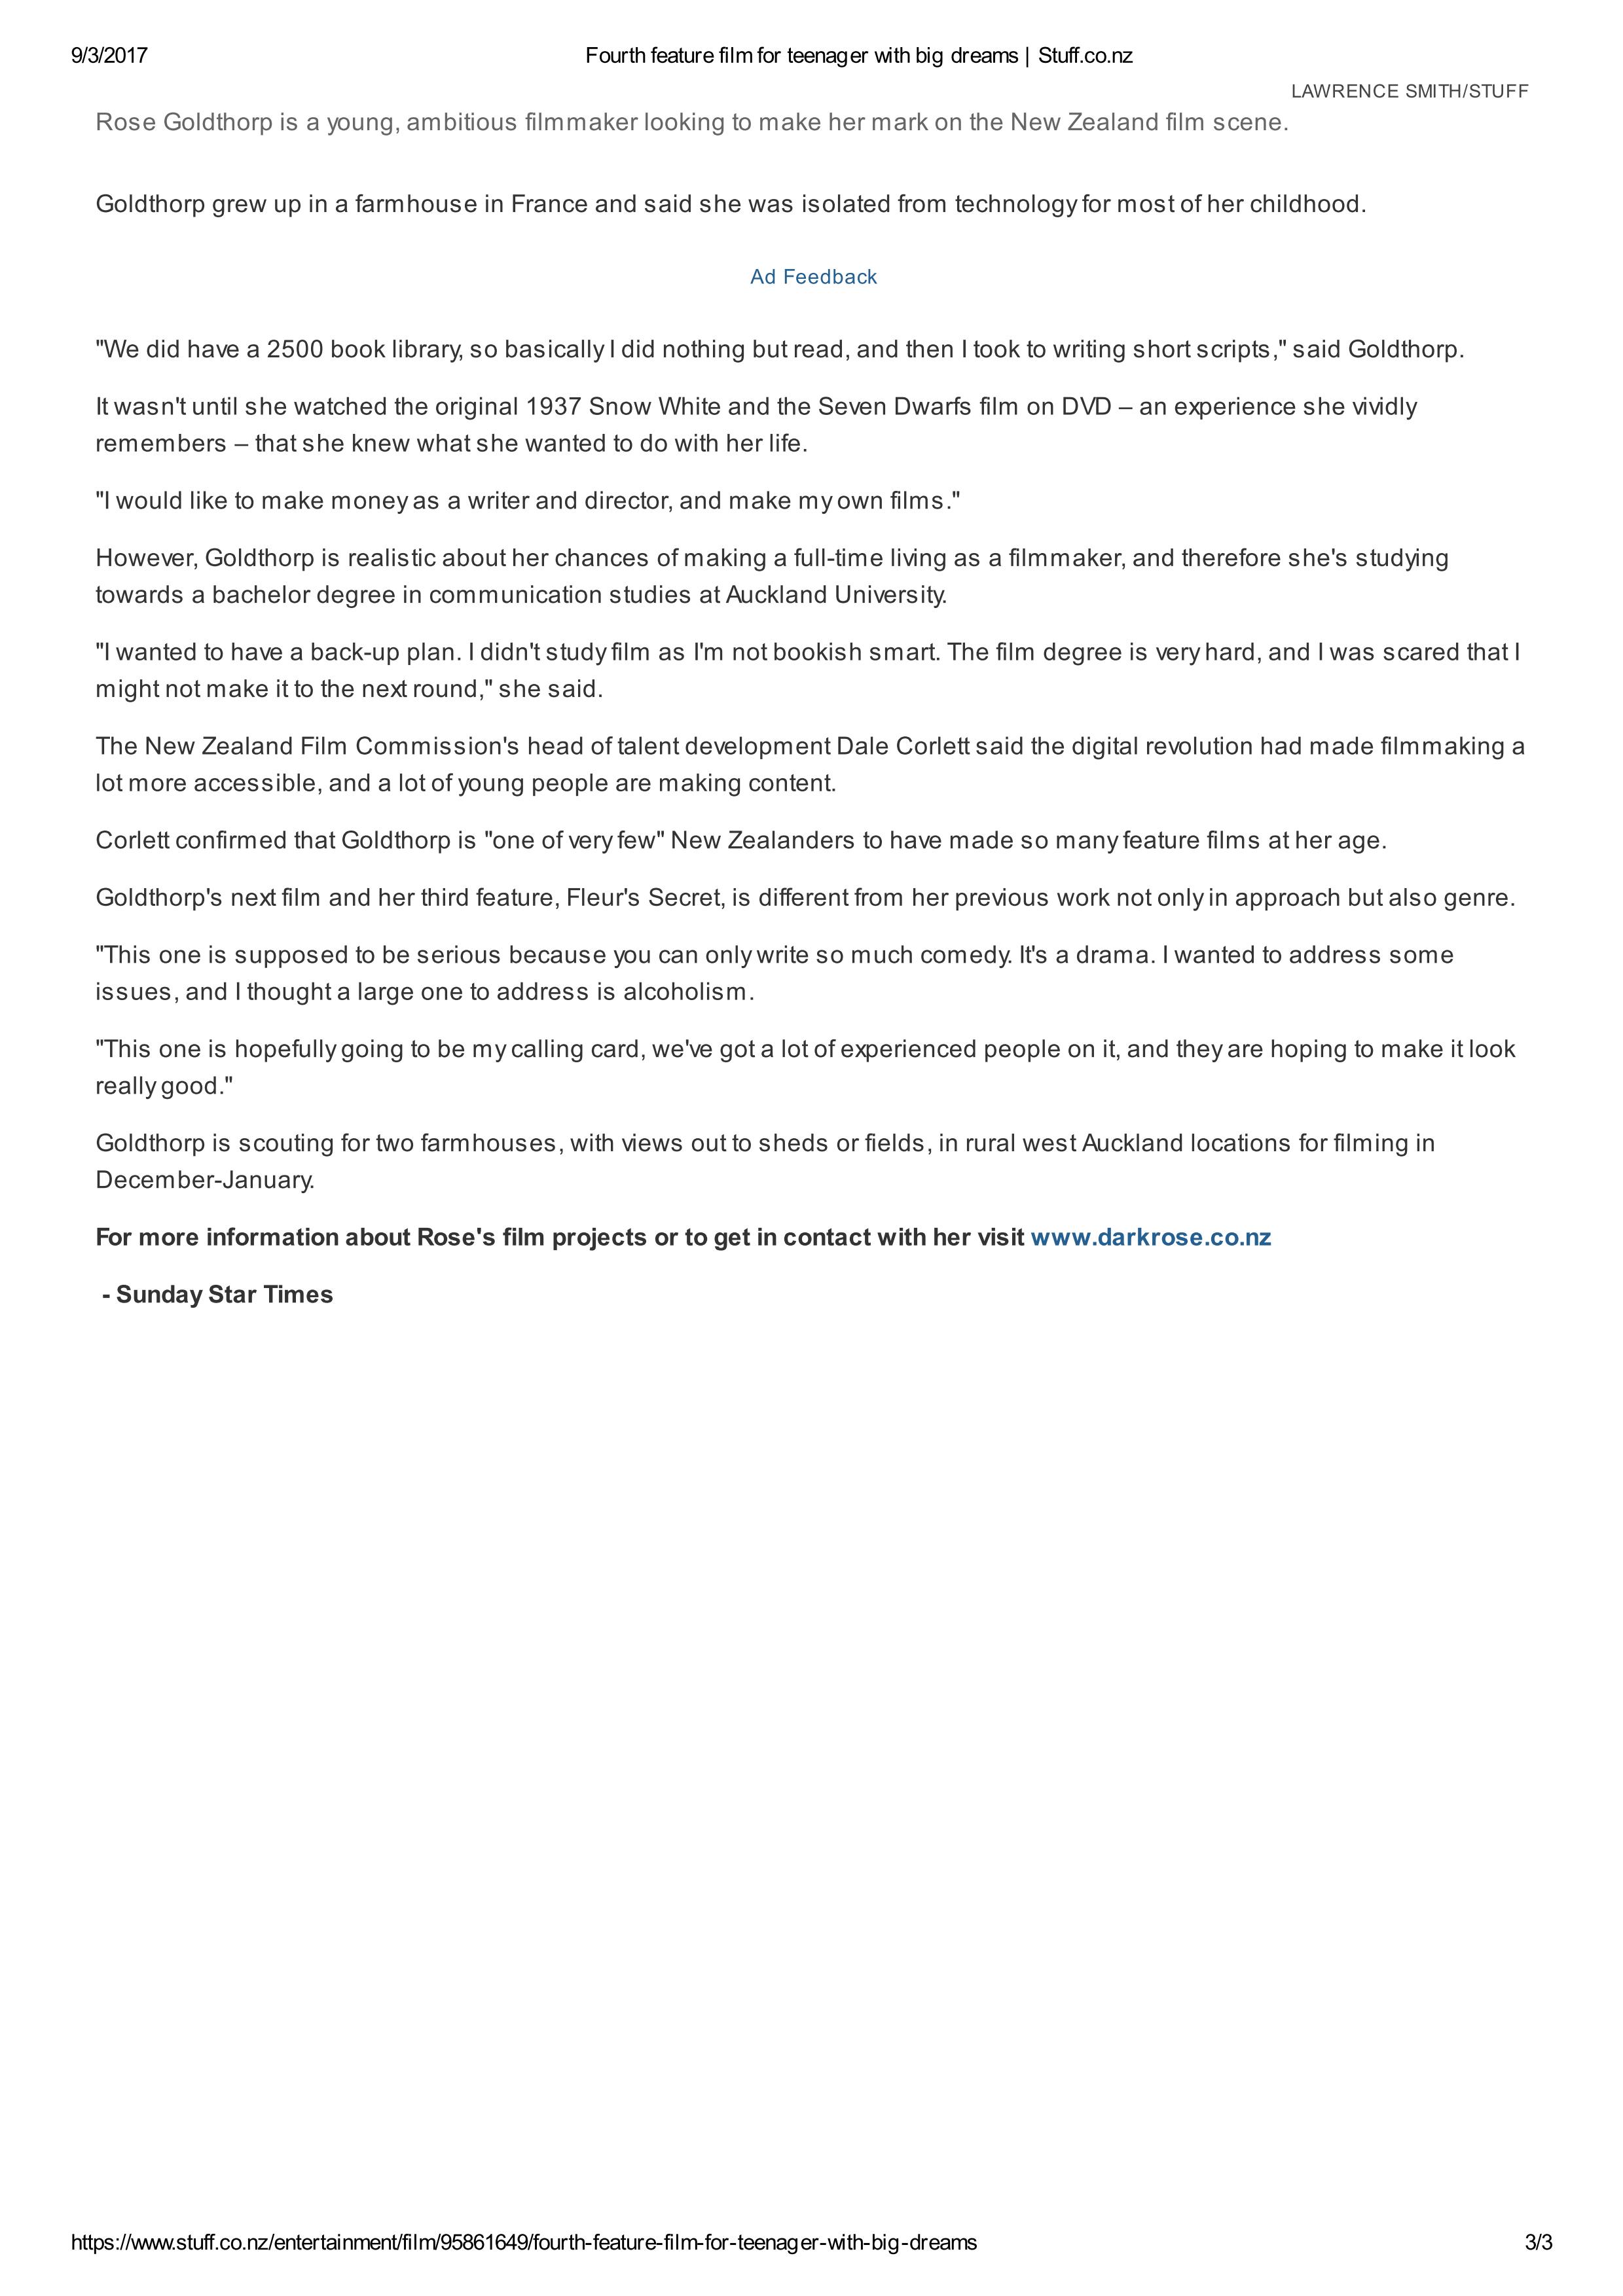 9/3/2017 Fourth feature film for teenager with big dreams | Stuff.co.nz
LAWRENCE SMITH/STUFF
Rose Goldthorp is a young, ambitious filmmaker looking to make her mark on the New Zealand film scene.
Goldthorp grew up in a farmhouse in France and said she was isolated from technology for most of her childhood.
Ad Feedback
"We did have a 2500 book library, so basically I did nothing but read, and then I took to writing short scripts," said Goldthorp.
It wasn't until she watched the original 1937 Snow White and the Seven Dwarfs film on DVD – an experience she vividly
remembers – that she knew what she wanted to do with her life.
"I would like to make money as a writer and director, and make my own films."
However, Goldthorp is realistic about her chances of making a full-time living as a filmmaker, and therefore she's studying
towards a bachelor degree in communication studies at Auckland University.
"I wanted to have a back-up plan. I didn't study film as I'm not bookish smart. The film degree is very hard, and I was scared that I
might not make it to the next round," she said.
The New Zealand Film Commission's head of talent development Dale Corlett said the digital revolution had made filmmaking a
lot more accessible, and a lot of young people are making content.
Corlett confirmed that Goldthorp is "one of very few" New Zealanders to have made so many feature films at her age.
Goldthorp's next film and her third feature, Fleur's Secret, is different from her previous work not only in approach but also genre.
"This one is supposed to be serious because you can only write so much comedy. It's a drama. I wanted to address some
issues, and I thought a large one to address is alcoholism.
"This one is hopefully going to be my calling card, we've got a lot of experienced people on it, and they are hoping to make it look
really good."
Goldthorp is scouting for two farmhouses, with views out to sheds or fields, in rural west Auckland locations for filming in
December-January.
For more information about Rose's film projects or to get in contact with her visit www.darkrose.co.nz
- Sunday Star Times
https://www.stuff.co.nz/entertainment/film/95861649/fourth-feature-film-for-teenager-with-big-dreams 3/3